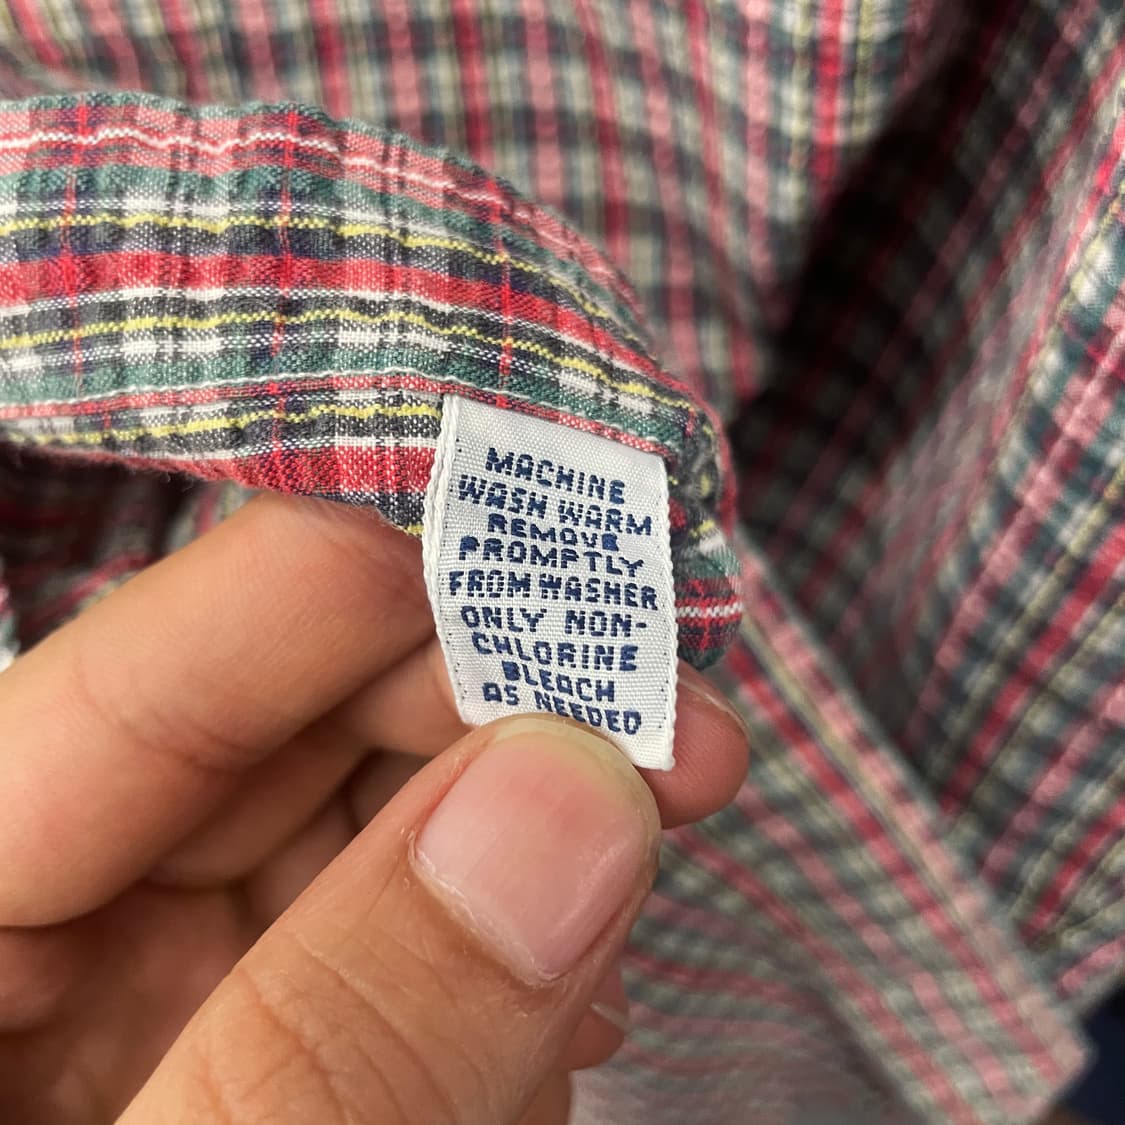 MACHINE
WASH WARM
REMOVE
PROMPTLY
FROM WASHER
ONLY NON-
CHLORINE
BLEACH
AS NEEDED